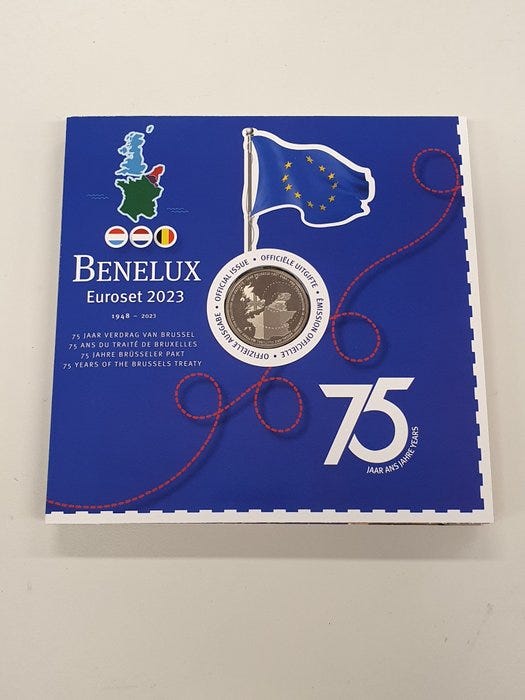 BENELUX
Euroset 2023
1948 – 2023
75 JAAR VERDRAG VAN BRUSSEL
75 ANS DU TRAITÉ DE BRUXELLES
75 JAHRE BRÜSSELER PAKT
75 YEARS OF THE BRUSSELS TREATY
OFFICIAL ISSUE • OFFICIËLE UITGIFTE • ÉMISSION OFFICIELLE • OFFIZIELLE AUSGABE •
75
JAAR ANS JAHRE YEARS